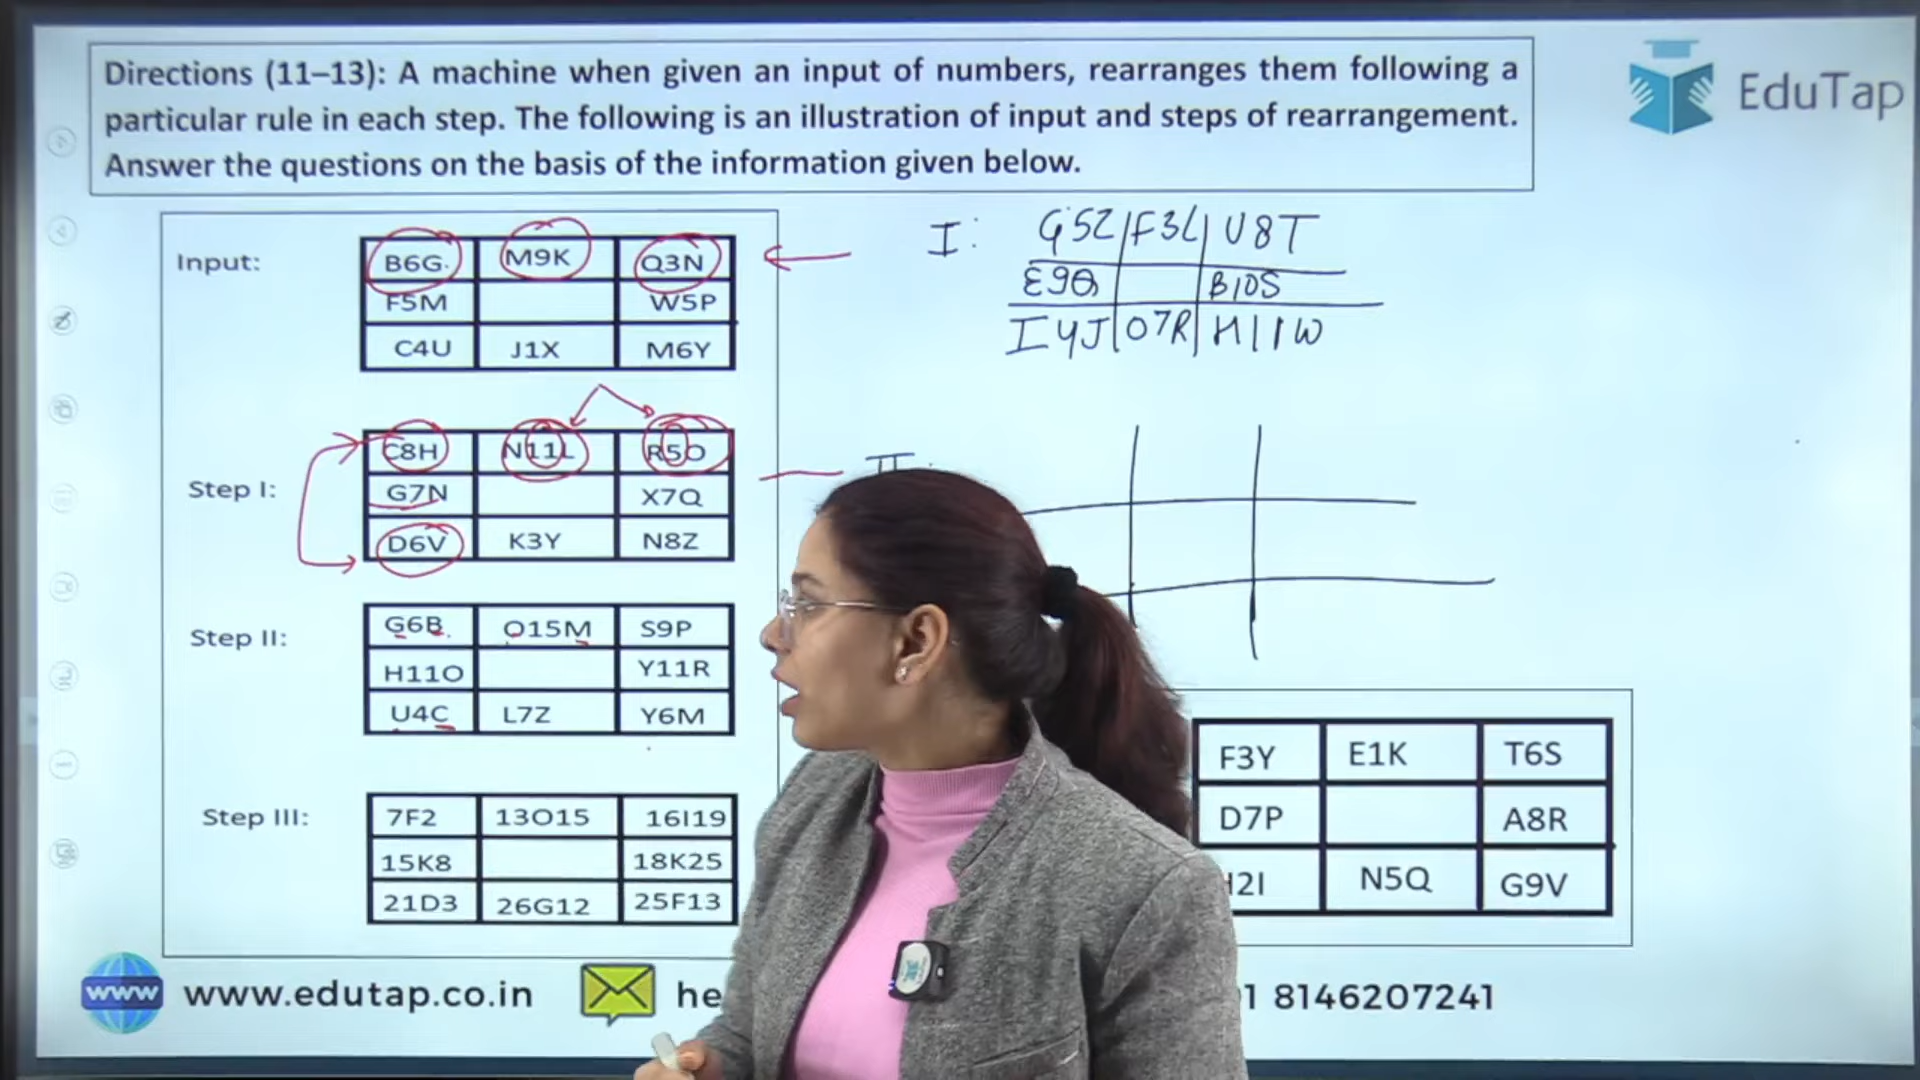 Directions (11–13): A machine when given an input of numbers, rearranges them following a
particular rule in each step. The following is an illustration of input and steps of rearrangement.
Answer the questions on the basis of the information given below.
EduTap
Input:
B6G M9K Q3N
F5M W5P
C4U J1X M6Y
Step I:
C8H N11L R5O
G7N X7Q
D6V K3Y N8Z
Step II:
G6B O15M S9P
H11O Y11R
U4C L7Z Y6M
Step III:
7F2 13O15 16I19
15K8 18K25
21D3 26G12 25F13
I: G5Z F3L U8T
E9Q B10S
I4J O7R H11W
II
F3Y E1K T6S
D7P A8R
H2I N5Q G9V
www www.edutap.co.in he
1 8146207241